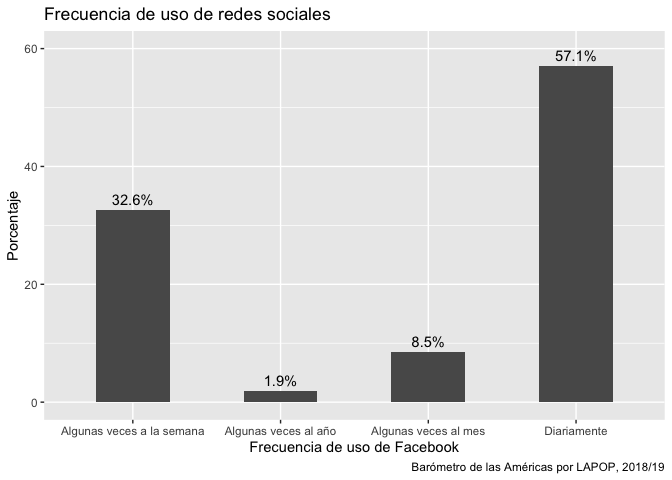 Frecuencia de uso de redes sociales
Porcentaje
60
40
20
0
32.6%
1.9%
8.5%
57.1%
Algunas veces a la semana
Algunas veces al año
Algunas veces al mes
Diariamente
Frecuencia de uso de Facebook
Barómetro de las Américas por LAPOP, 2018/19